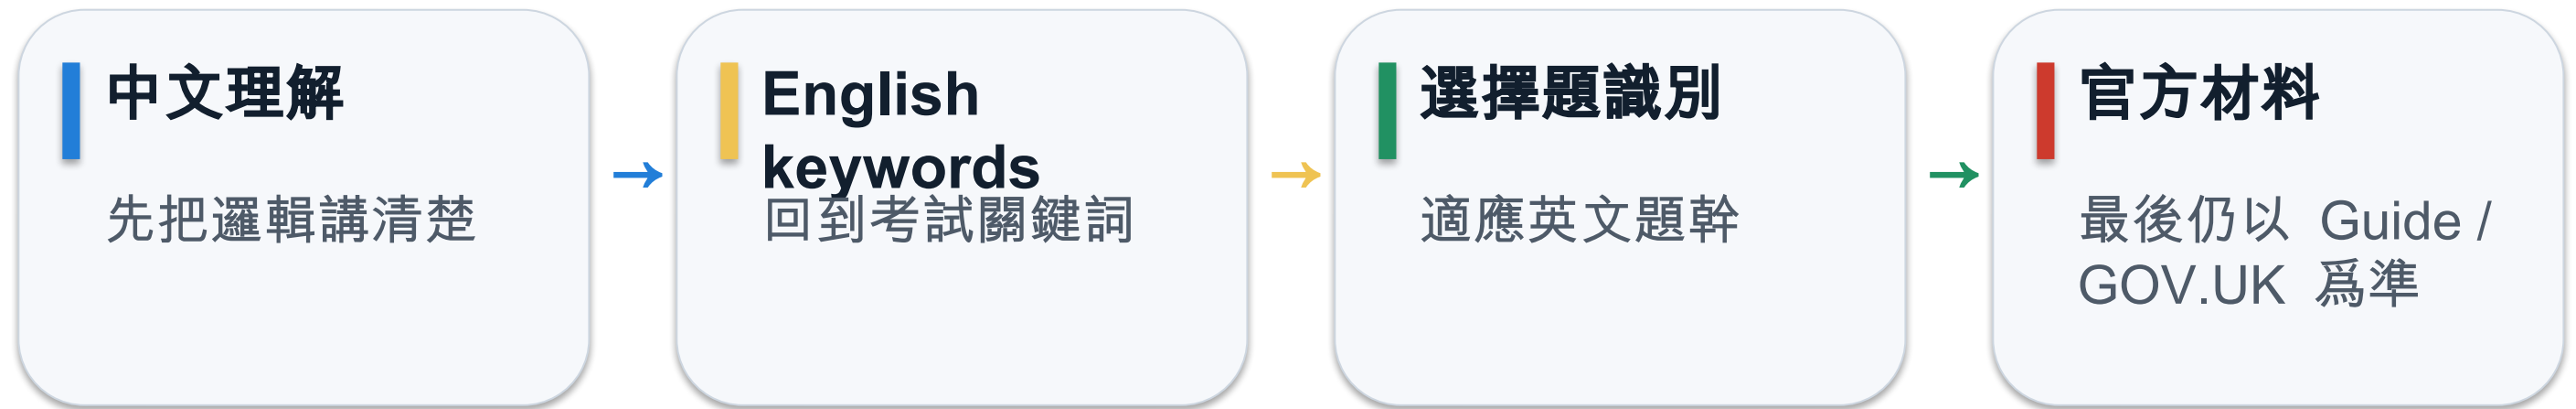 中文理解
先把邏輯講清楚
→
English
keywords
回到考試關鍵詞
→
選擇題識別
適應英文題幹
→
官方材料
最後仍以 Guide /
GOV.UK 爲準